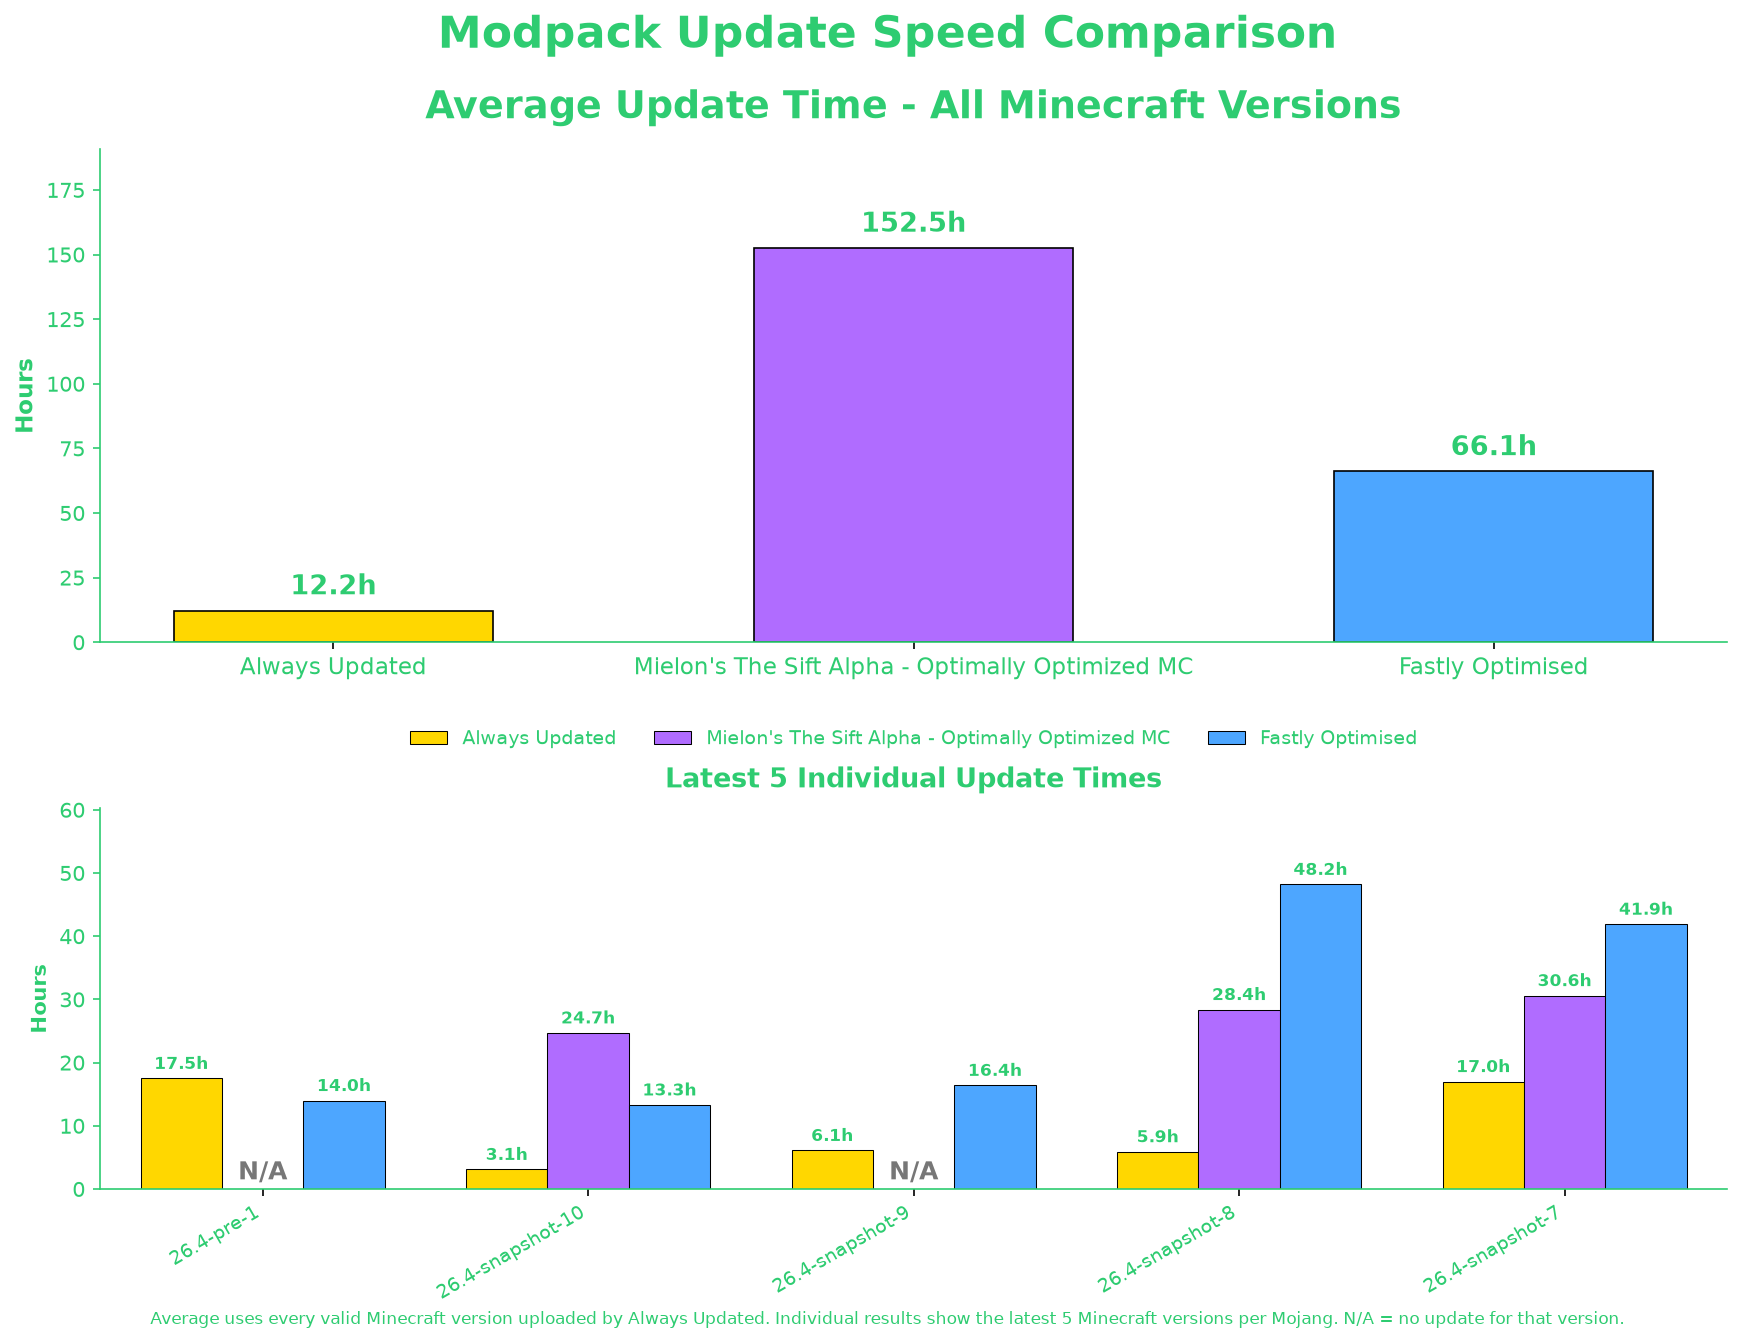 Modpack Update Speed Comparison
Average Update Time - All Minecraft Versions
Hours
175
150
125
100
75
50
25
0
12.2h
152.5h
66.1h
Always Updated
Mielon's The Sift Alpha - Optimally Optimized MC
Fastly Optimised
Always Updated
Mielon's The Sift Alpha - Optimally Optimized MC
Fastly Optimised
Latest 5 Individual Update Times
Hours
60
50
40
30
20
10
0
17.5h
N/A
14.0h
3.1h
24.7h
13.3h
6.1h
N/A
16.4h
5.9h
28.4h
48.2h
17.0h
30.6h
41.9h
26.4-pre-1
26.4-snapshot-10
26.4-snapshot-9
26.4-snapshot-8
26.4-snapshot-7
Average uses every valid Minecraft version uploaded by Always Updated. Individual results show the latest 5 Minecraft versions per Mojang. N/A = no update for that version.